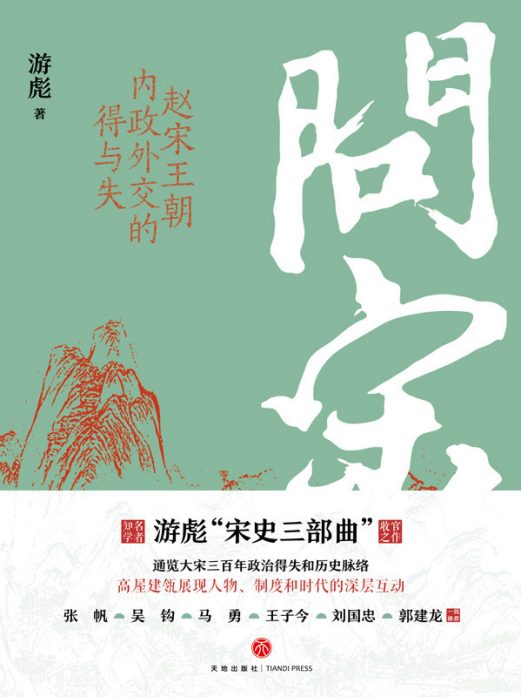 問宋
赵宋王朝
内政外交的
得与失
游彪
著
知名学者 游彪“宋史三部曲” 收官之作
通览大宋三百年政治得失和历史脉络
高屋建瓴展现人物、制度和时代的深层互动
张帆 吴钩 马勇 王子今 刘国忠 郭建龙 一致推荐
天地出版社 | TIANDI PRESS